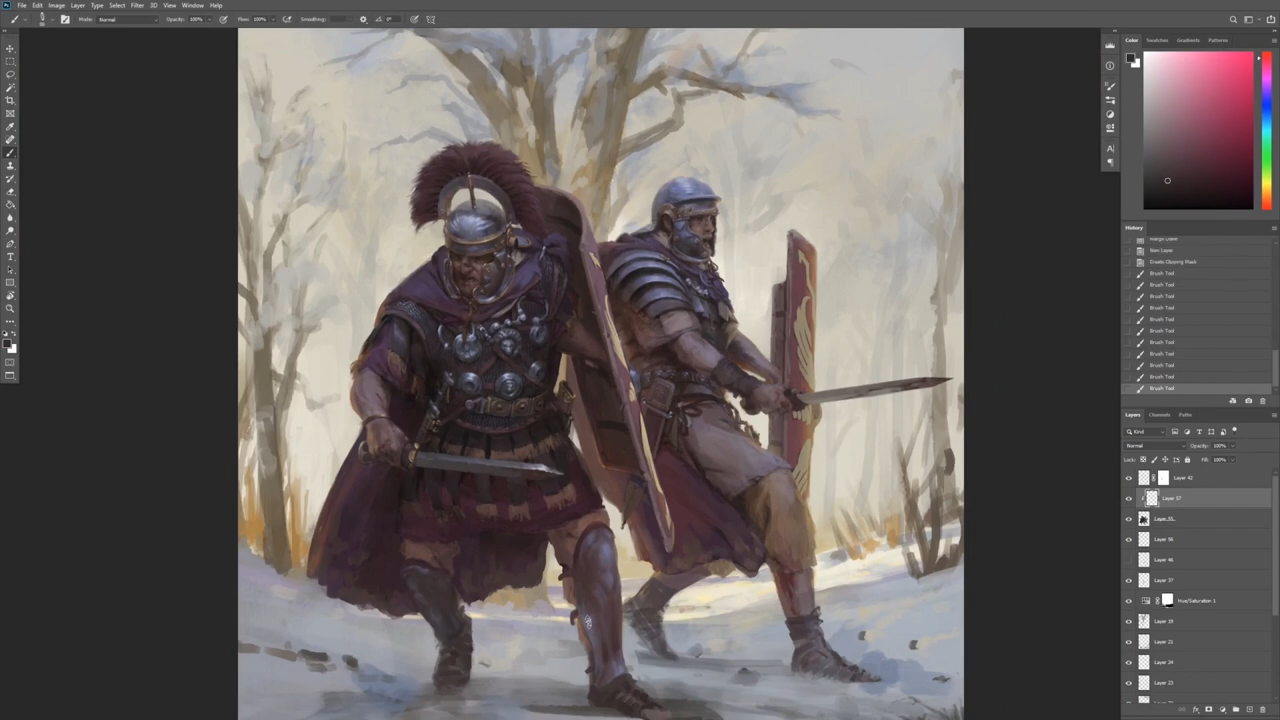 Ps File Edit Image Layer Type Select Filter 3D View Window Help
Mode: Normal Opacity: 100% Flow: 100% Smoothing: 0°
Color Swatches Gradients Patterns
History
New Layer
Create Clipping Mask
Brush Tool
Brush Tool
Brush Tool
Brush Tool
Brush Tool
Brush Tool
Brush Tool
Brush Tool
Brush Tool
Brush Tool
Brush Tool
Layers Channels Paths
Kind
Normal Opacity: 100%
Lock: Fill: 100%
Layer 42
Layer 57
Layer 55
Layer 56
Layer 46
Layer 37
Hue/Saturation 1
Layer 19
Layer 21
Layer 24
Layer 23